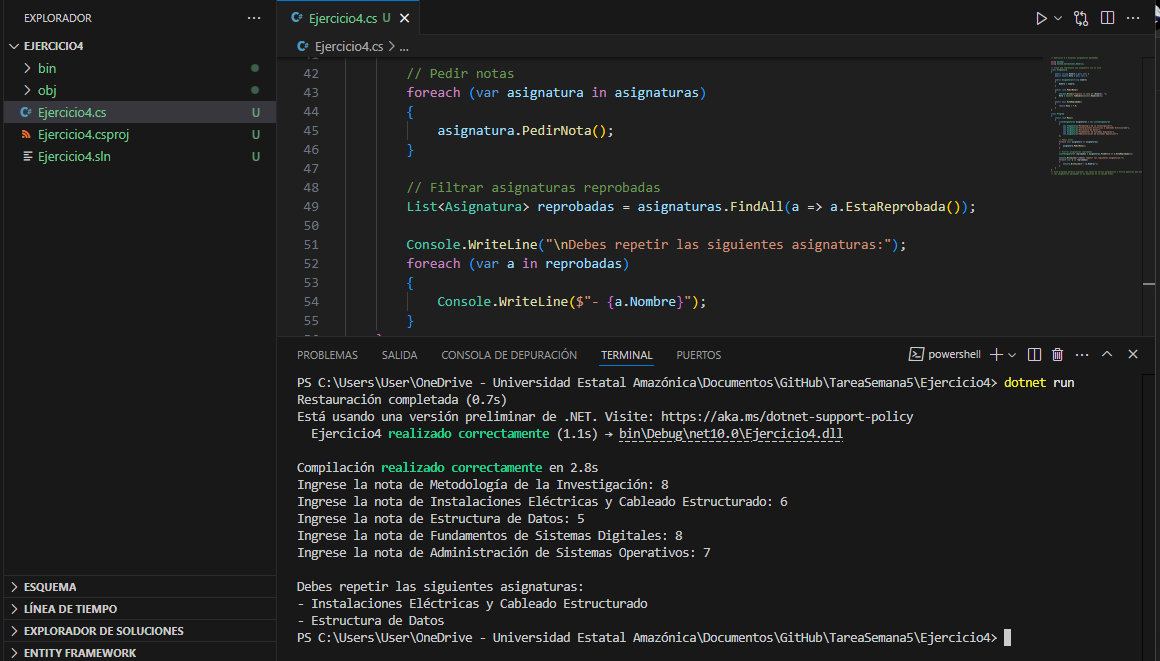 EXPLORADOR
EJERCICIO4
bin
obj
Ejercicio4.cs U
Ejercicio4.csproj U
Ejercicio4.sln U
ESQUEMA
LÍNEA DE TIEMPO
EXPLORADOR DE SOLUCIONES
ENTITY FRAMEWORK
Ejercicio4.cs U
Ejercicio4.cs > ...
42 // Pedir notas
43 foreach (var asignatura in asignaturas)
44 {
45 asignatura.PedirNota();
46 }
47
48 // Filtrar asignaturas reprobadas
49 List<Asignatura> reprobadas = asignaturas.FindAll(a => a.EstaReprobada());
50
51 Console.WriteLine("\nDebes repetir las siguientes asignaturas:");
52 foreach (var a in reprobadas)
53 {
54 Console.WriteLine($"- {a.Nombre}");
55 }
PROBLEMAS SALIDA CONSOLA DE DEPURACIÓN TERMINAL PUERTOS
powershell
PS C:\Users\User\OneDrive - Universidad Estatal Amazónica\Documentos\GitHub\TareaSemana5\Ejercicio4> dotnet run
Restauración completada (0.7s)
Está usando una versión preliminar de .NET. Visite: https://aka.ms/dotnet-support-policy
Ejercicio4 realizado correctamente (1.1s) → bin\Debug\net10.0\Ejercicio4.dll
Compilación realizado correctamente en 2.8s
Ingrese la nota de Metodología de la Investigación: 8
Ingrese la nota de Instalaciones Eléctricas y Cableado Estructurado: 6
Ingrese la nota de Estructura de Datos: 5
Ingrese la nota de Fundamentos de Sistemas Digitales: 8
Ingrese la nota de Administración de Sistemas Operativos: 7
Debes repetir las siguientes asignaturas:
- Instalaciones Eléctricas y Cableado Estructurado
- Estructura de Datos
PS C:\Users\User\OneDrive - Universidad Estatal Amazónica\Documentos\GitHub\TareaSemana5\Ejercicio4>